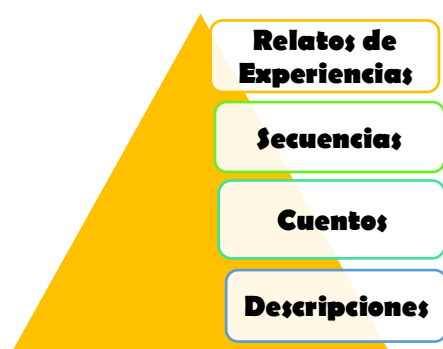 Relatos de
Experiencias
Secuencias
Cuentos
Descripciones